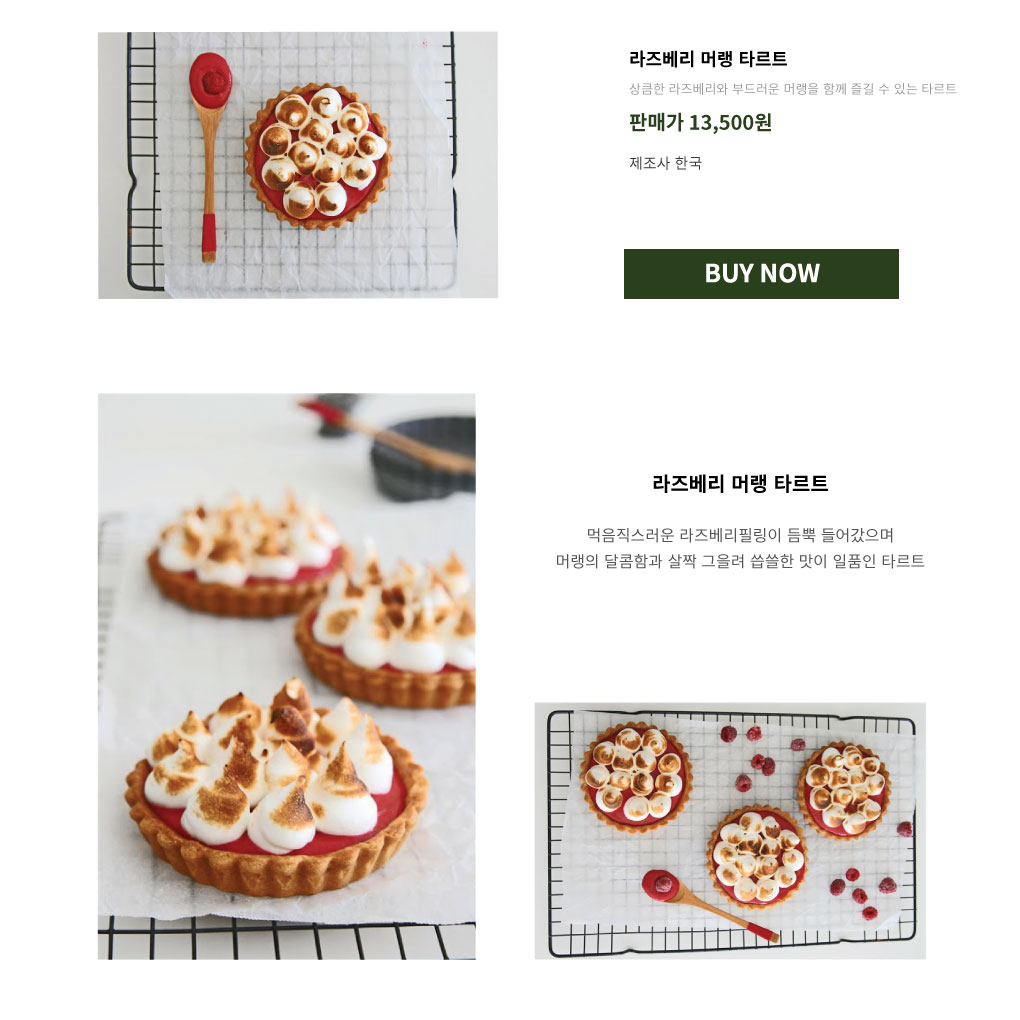 라즈베리 머랭 타르트
상큼한 라즈베리와 부드러운 머랭을 함께 즐길 수 있는 타르트
판매가 13,500원
제조사 한국
BUY NOW
라즈베리 머랭 타르트
먹음직스러운 라즈베리필링이 듬뿍 들어갔으며
머랭의 달콤함과 살짝 그을려 씁쓸한 맛이 일품인 타르트